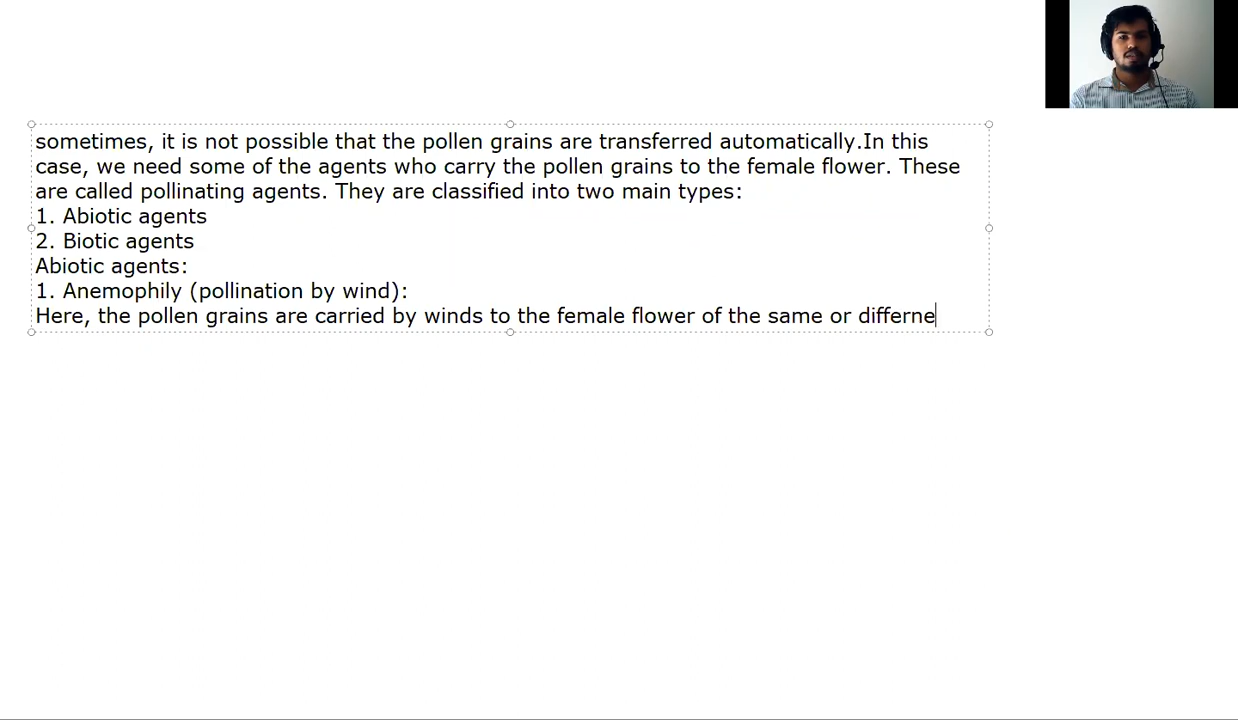 sometimes, it is not possible that the pollen grains are transferred automatically.In this
case, we need some of the agents who carry the pollen grains to the female flower. These
are called pollinating agents. They are classified into two main types:
1. Abiotic agents
2. Biotic agents
Abiotic agents:
1. Anemophily (pollination by wind):
Here, the pollen grains are carried by winds to the female flower of the same or differne